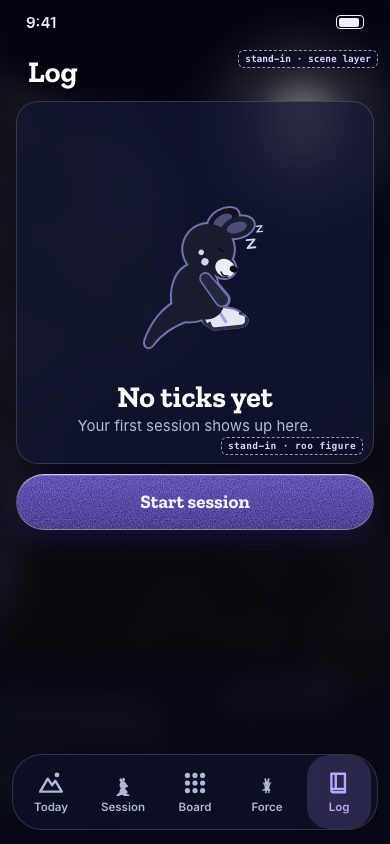 9:41
stand-in · scene layer
Log
z
z
No ticks yet
Your first session shows up here.
stand-in · roo figure
Start session
Today
Session
Board
Force
Log